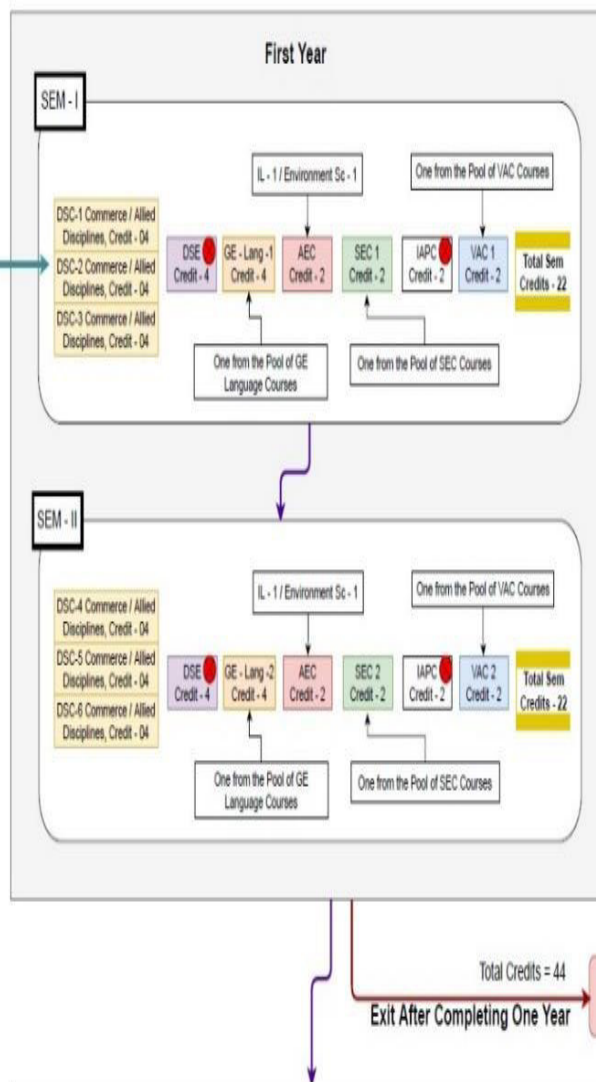 First Year
SEM - I
IL - 1 / Environment Sc - 1
One from the Pool of VAC Courses
DSC-1 Commerce / Allied
Disciplines, Credit - 04
DSC-2 Commerce / Allied
Disciplines, Credit - 04
DSC-3 Commerce / Allied
Disciplines, Credit - 04
DSE
Credit - 4
GE - Lang -1
Credit - 4
AEC
Credit - 2
SEC 1
Credit - 2
IAPC
Credit - 2
VAC 1
Credit - 2
Total Sem
Credits - 22
One from the Pool of GE
Language Courses
One from the Pool of SEC Courses
SEM - II
IL - 1 / Environment Sc - 1
One from the Pool of VAC Courses
DSC-4 Commerce / Allied
Disciplines, Credit - 04
DSC-5 Commerce / Allied
Disciplines, Credit - 04
DSC-6 Commerce / Allied
Disciplines, Credit - 04
DSE
Credit - 4
GE - Lang -2
Credit - 4
AEC
Credit - 2
SEC 2
Credit - 2
IAPC
Credit - 2
VAC 2
Credit - 2
Total Sem
Credits - 22
One from the Pool of GE
Language Courses
One from the Pool of SEC Courses
Total Credits = 44
Exit After Completing One Year